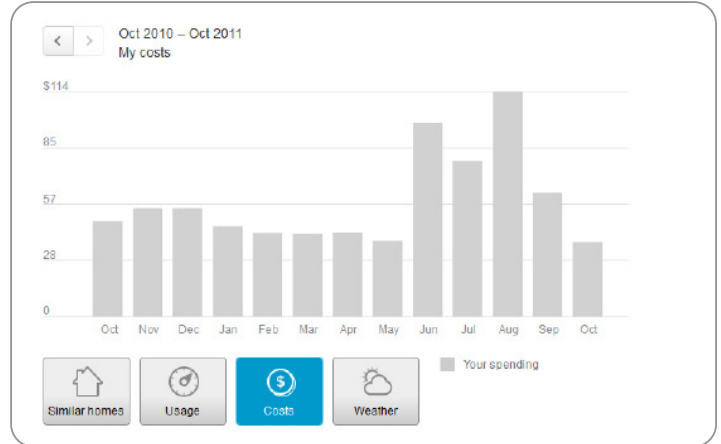 Oct 2010 – Oct 2011
My costs
$114
85
57
28
0
Oct Nov Dec Jan Feb Mar Apr May Jun Jul Aug Sep Oct
Your spending
Similar homes Usage Costs Weather